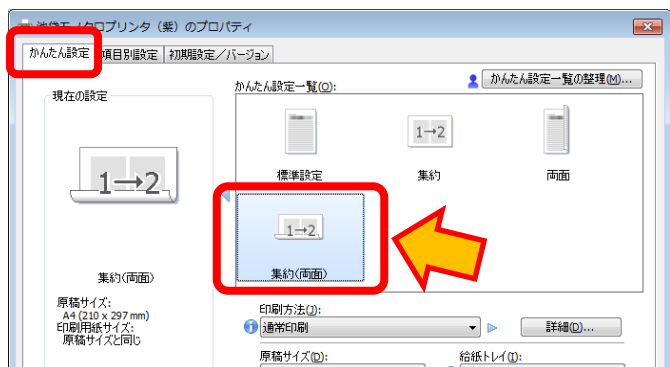 池袋モノクロプリンタ（紫）のプロパティ
かんたん設定 項目別設定 初期設定／バージョン
現在の設定
かんたん設定一覧(O):
かんたん設定一覧の整理(M)...
1→2
標準設定
集約
両面
1→2
1→2
集約(両面)
集約(両面)
原稿サイズ:
A4 (210 x 297 mm)
印刷用紙サイズ:
原稿サイズと同じ
印刷方法(J):
通常印刷
詳細(D)...
原稿サイズ(D):
給紙トレイ(I):